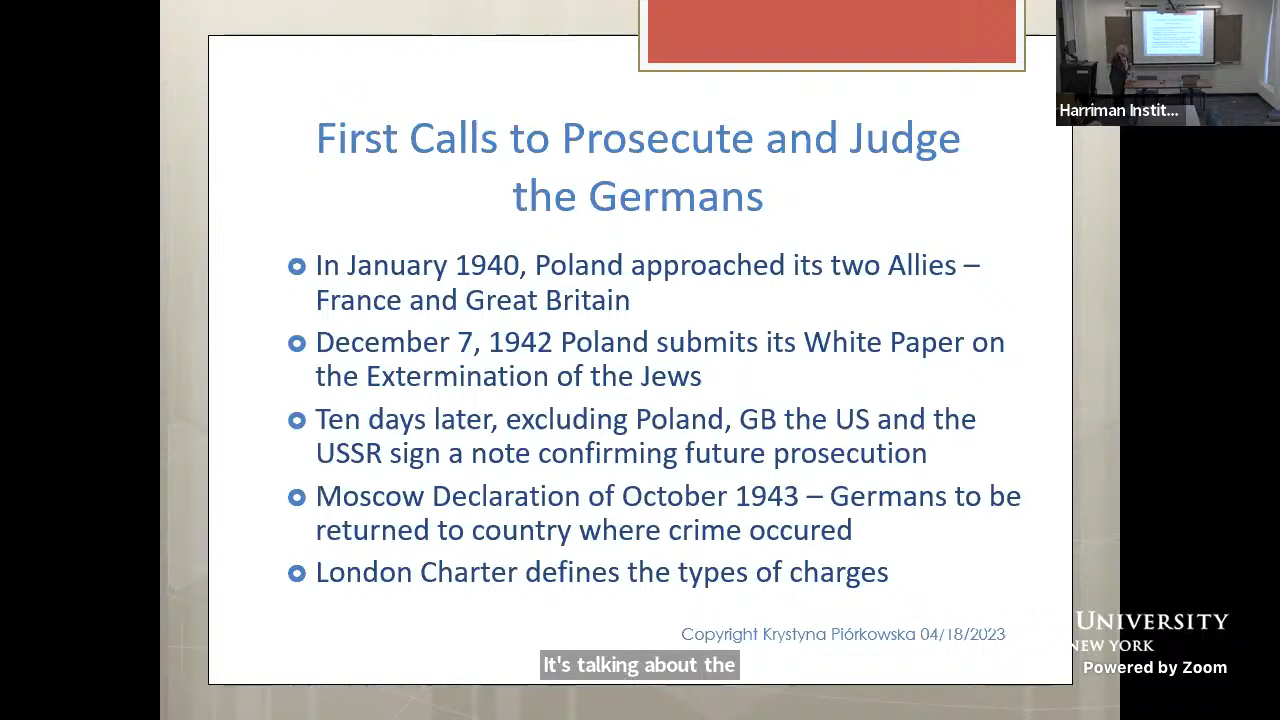 Harriman Instit...
First Calls to Prosecute and Judge
the Germans
In January 1940, Poland approached its two Allies –
France and Great Britain
December 7, 1942 Poland submits its White Paper on
the Extermination of the Jews
Ten days later, excluding Poland, GB the US and the
USSR sign a note confirming future prosecution
Moscow Declaration of October 1943 – Germans to be
returned to country where crime occured
London Charter defines the types of charges
Copyright Krystyna Piórkowska 04/18/2023
UNIVERSITY
NEW YORK
It's talking about the
Powered by Zoom